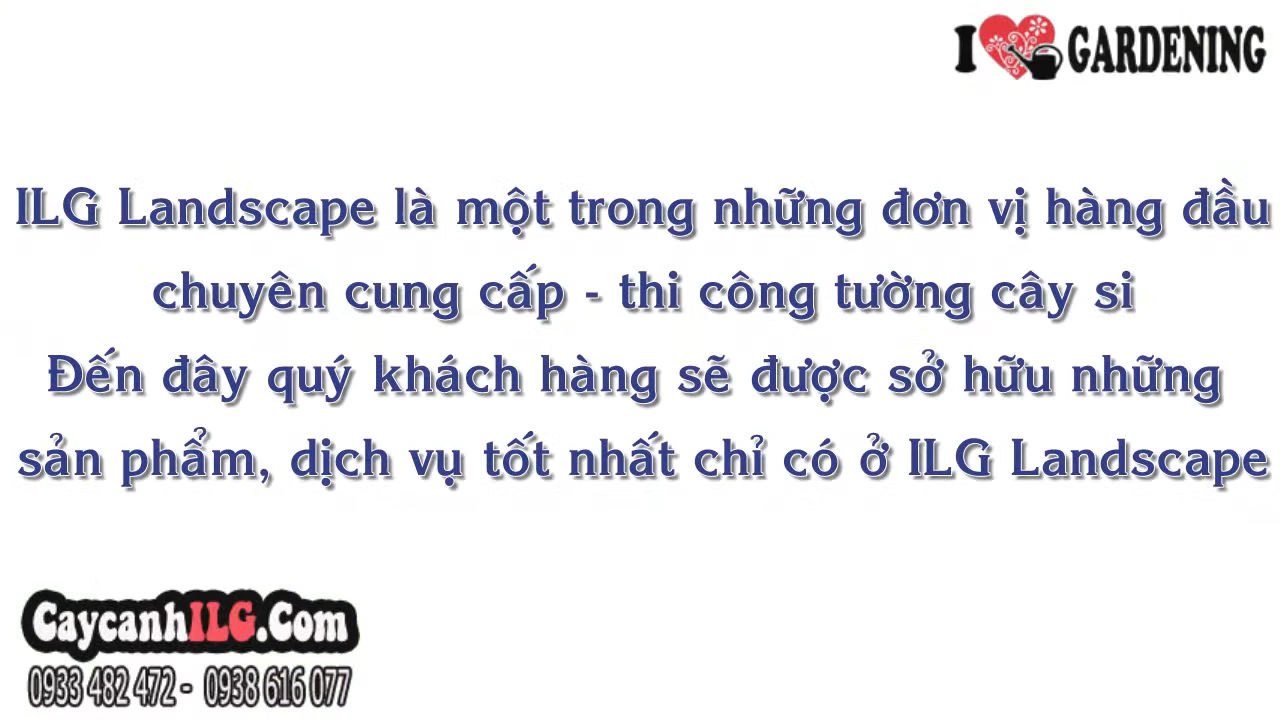 I GARDENING
ILG Landscape là một trong những đơn vị hàng đầu
chuyên cung cấp - thi công tường cây si
Đến đây quý khách hàng sẽ được sở hữu những
sản phẩm, dịch vụ tốt nhất chỉ có ở ILG Landscape
CaycanhILG.Com
0933 482 472 - 0938 616 077